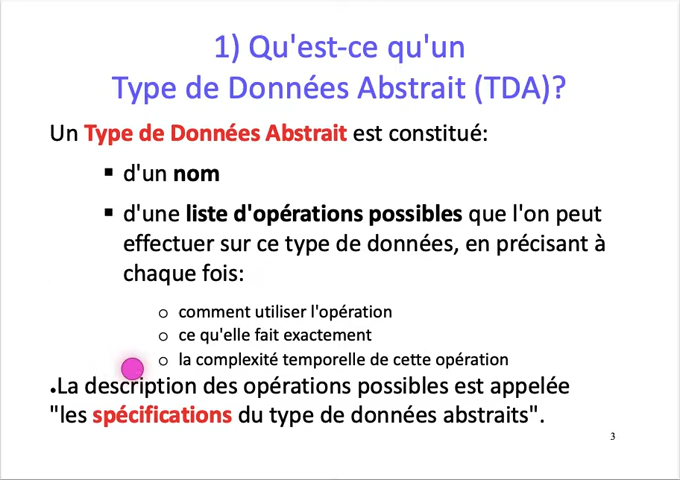 1) Qu'est-ce qu'un
Type de Données Abstrait (TDA)?
Un Type de Données Abstrait est constitué:
▪ d'un nom
▪ d'une liste d'opérations possibles que l'on peut
effectuer sur ce type de données, en précisant à
chaque fois:
o comment utiliser l'opération
o ce qu'elle fait exactement
o la complexité temporelle de cette opération
•La description des opérations possibles est appelée
"les spécifications du type de données abstraits".
3